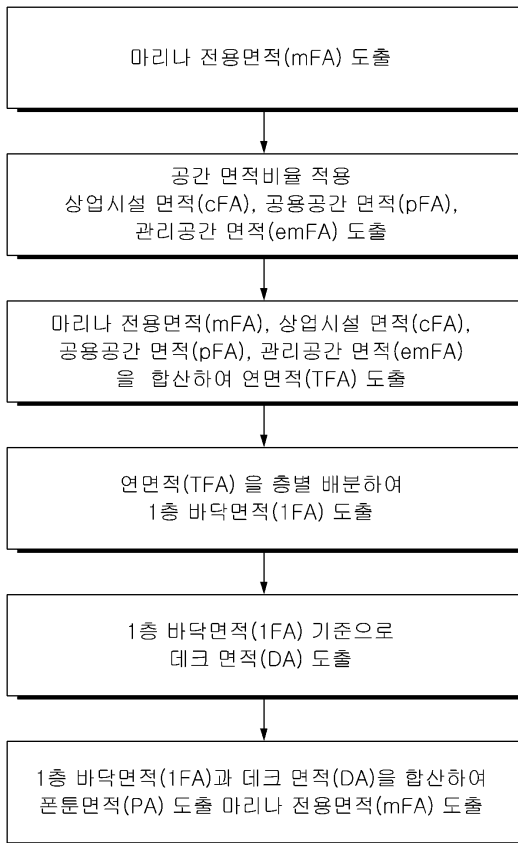 마리나 전용면적(mFA) 도출
공간 면적비율 적용
상업시설 면적(cFA), 공용공간 면적(pFA),
관리공간 면적(emFA) 도출
마리나 전용면적(mFA), 상업시설 면적(cFA),
공용공간 면적(pFA), 관리공간 면적(emFA)
을 합산하여 연면적(TFA) 도출
연면적(TFA) 을 층별 배분하여
1층 바닥면적(1FA) 도출
1층 바닥면적(1FA) 기준으로
데크 면적(DA) 도출
1층 바닥면적(1FA)과 데크 면적(DA)을 합산하여
폰툰면적(PA) 도출 마리나 전용면적(mFA) 도출